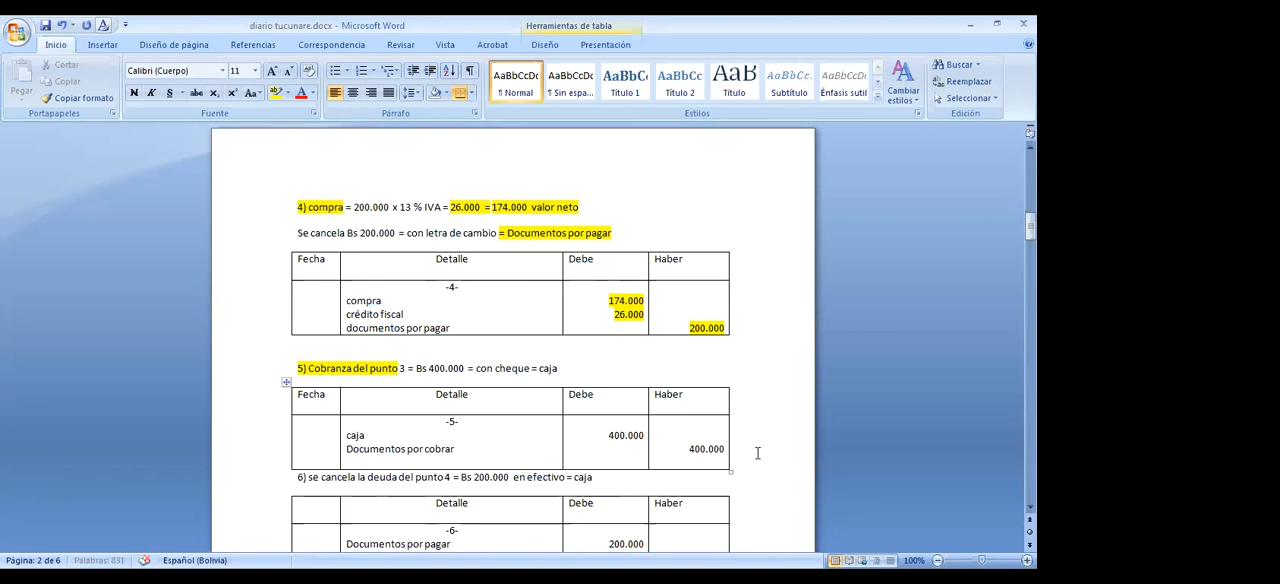 diario tucunare.docx - Microsoft Word
Herramientas de tabla
Inicio Insertar Diseño de página Referencias Correspondencia Revisar Vista Acrobat Diseño Presentación
Cortar
Copiar
Copiar formato
Pegar
Portapapeles
Calibri (Cuerpo) 11
N K S abc x₂ x² Aa
Fuente
Párrafo
AaBbCcDc AaBbCcDc AaBbCc AaBbCc AaB AaBbCc. AaBbCcDc
¶ Normal ¶ Sin espa... Título 1 Título 2 Título Subtítulo Énfasis sutil
Cambiar estilos
Estilos
Buscar
Reemplazar
Seleccionar
Edición
4) compra = 200.000 x 13 % IVA = 26.000 = 174.000 valor neto
Se cancela Bs 200.000 = con letra de cambio = Documentos por pagar
Fecha Detalle Debe Haber
-4-
compra 174.000
crédito fiscal 26.000
documentos por pagar 200.000
5) Cobranza del punto 3 = Bs 400.000 = con cheque = caja
Fecha Detalle Debe Haber
-5-
caja 400.000
Documentos por cobrar 400.000
6) se cancela la deuda del punto 4 = Bs 200.000 en efectivo = caja
Detalle Debe Haber
-6-
Documentos por pagar 200.000
Página: 2 de 6 Palabras: 831 Español (Bolivia) 100%